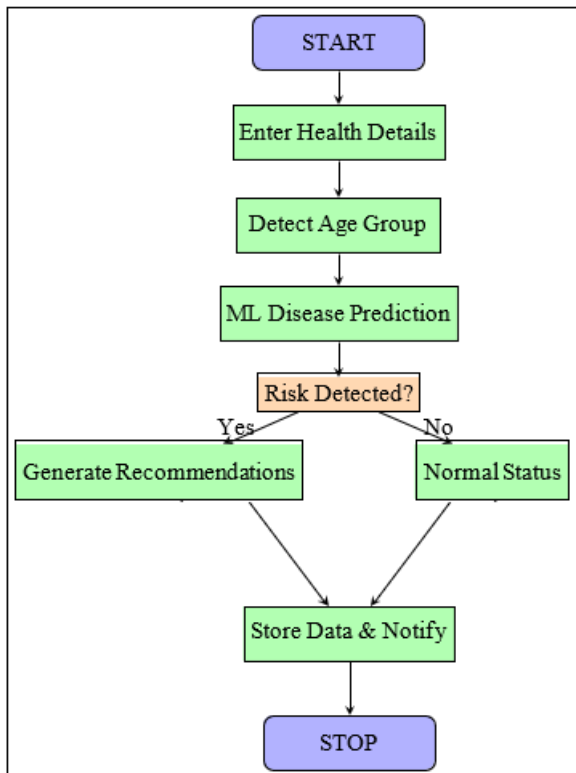 START
Enter Health Details
Detect Age Group
ML Disease Prediction
Risk Detected?
Yes
No
Generate Recommendations
Normal Status
Store Data & Notify
STOP